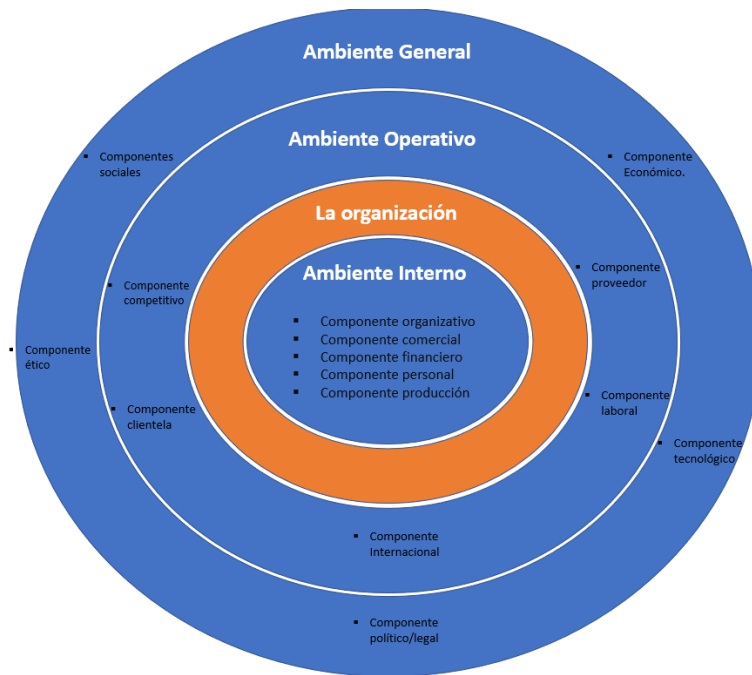 Ambiente General
Ambiente Operativo
▪ Componentes
sociales
▪ Componente
Económico.
La organización
Ambiente Interno
▪ Componente
proveedor
▪ Componente
competitivo
▪ Componente organizativo
▪ Componente comercial
▪ Componente financiero
▪ Componente personal
▪ Componente producción
▪ Componente
ético
▪ Componente
laboral
▪ Componente
clientela
▪ Componente
tecnológico
▪ Componente
Internacional
▪ Componente
político/legal